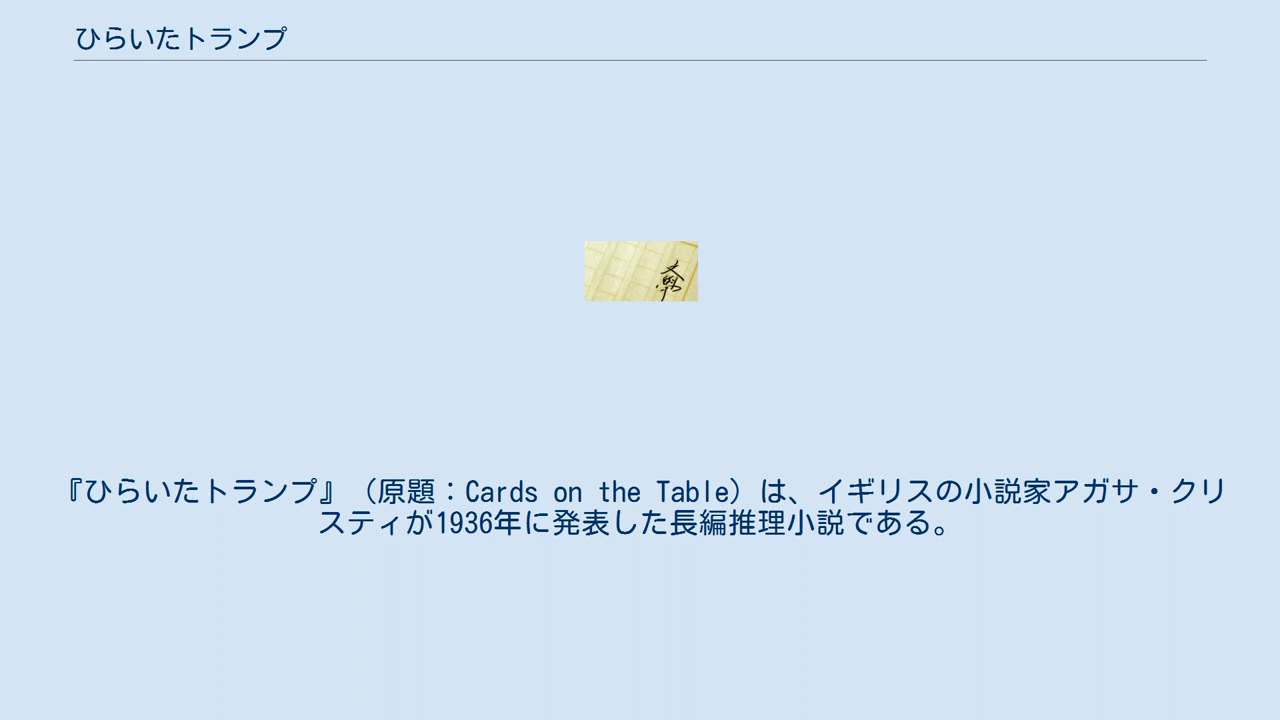 ひらいたトランプ
『ひらいたトランプ』（原題：Cards on the Table）は、イギリスの小説家アガサ・クリ
スティが1936年に発表した長編推理小説である。